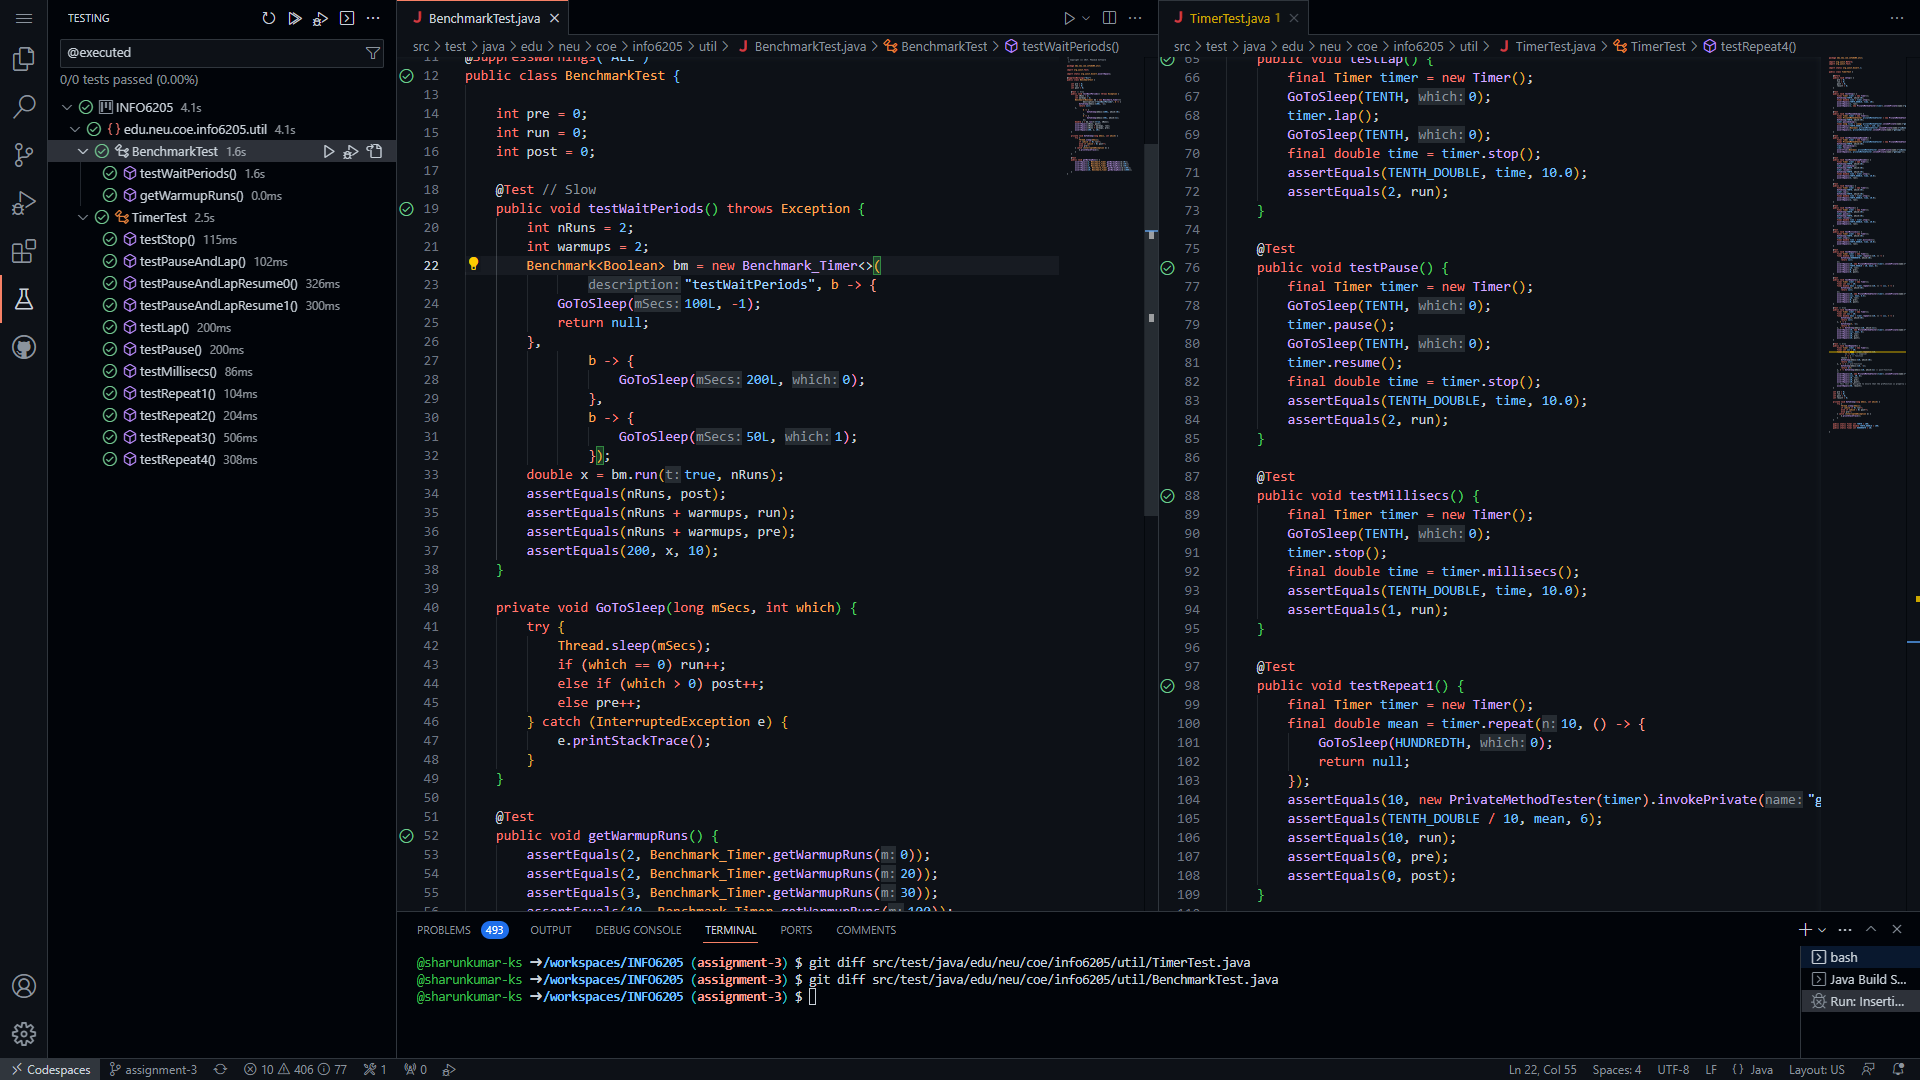 TESTING
@executed
0/0 tests passed (0.00%)
INFO6205 4.1s
{} edu.neu.coe.info6205.util 4.1s
BenchmarkTest 1.6s
testWaitPeriods() 1.6s
getWarmupRuns() 0.0ms
TimerTest 2.5s
testStop() 115ms
testPauseAndLap() 102ms
testPauseAndLapResume0() 326ms
testPauseAndLapResume1() 300ms
testLap() 200ms
testPause() 200ms
testMillisecs() 86ms
testRepeat1() 104ms
testRepeat2() 204ms
testRepeat3() 506ms
testRepeat4() 308ms
J BenchmarkTest.java
src > test > java > edu > neu > coe > info6205 > util > J BenchmarkTest.java > BenchmarkTest > testWaitPeriods()
11 @SuppressWarnings("ALL")
12 public class BenchmarkTest {
13
14 int pre = 0;
15 int run = 0;
16 int post = 0;
17
18 @Test // Slow
19 public void testWaitPeriods() throws Exception {
20 int nRuns = 2;
21 int warmups = 2;
22 Benchmark<Boolean> bm = new Benchmark_Timer<>(
23 description: "testWaitPeriods", b -> {
24 GoToSleep(mSecs: 100L, -1);
25 return null;
26 },
27 b -> {
28 GoToSleep(mSecs: 200L, which: 0);
29 },
30 b -> {
31 GoToSleep(mSecs: 50L, which: 1);
32 });
33 double x = bm.run(t: true, nRuns);
34 assertEquals(nRuns, post);
35 assertEquals(nRuns + warmups, run);
36 assertEquals(nRuns + warmups, pre);
37 assertEquals(200, x, 10);
38 }
39
40 private void GoToSleep(long mSecs, int which) {
41 try {
42 Thread.sleep(mSecs);
43 if (which == 0) run++;
44 else if (which > 0) post++;
45 else pre++;
46 } catch (InterruptedException e) {
47 e.printStackTrace();
48 }
49 }
50
51 @Test
52 public void getWarmupRuns() {
53 assertEquals(2, Benchmark_Timer.getWarmupRuns(m: 0));
54 assertEquals(2, Benchmark_Timer.getWarmupRuns(m: 20));
55 assertEquals(3, Benchmark_Timer.getWarmupRuns(m: 30));
56 assertEquals(10, Benchmark_Timer.getWarmupRuns(m: 100));
J TimerTest.java 1
src > test > java > edu > neu > coe > info6205 > util > J TimerTest.java > TimerTest > testRepeat4()
65 public void testLap() {
66 final Timer timer = new Timer();
67 GoToSleep(TENTH, which: 0);
68 timer.lap();
69 GoToSleep(TENTH, which: 0);
70 final double time = timer.stop();
71 assertEquals(TENTH_DOUBLE, time, 10.0);
72 assertEquals(2, run);
73 }
74
75 @Test
76 public void testPause() {
77 final Timer timer = new Timer();
78 GoToSleep(TENTH, which: 0);
79 timer.pause();
80 GoToSleep(TENTH, which: 0);
81 timer.resume();
82 final double time = timer.stop();
83 assertEquals(TENTH_DOUBLE, time, 10.0);
84 assertEquals(2, run);
85 }
86
87 @Test
88 public void testMillisecs() {
89 final Timer timer = new Timer();
90 GoToSleep(TENTH, which: 0);
91 timer.stop();
92 final double time = timer.millisecs();
93 assertEquals(TENTH_DOUBLE, time, 10.0);
94 assertEquals(1, run);
95 }
96
97 @Test
98 public void testRepeat1() {
99 final Timer timer = new Timer();
100 final double mean = timer.repeat(n: 10, () -> {
101 GoToSleep(HUNDREDTH, which: 0);
102 return null;
103 });
104 assertEquals(10, new PrivateMethodTester(timer).invokePrivate(name: "g
105 assertEquals(TENTH_DOUBLE / 10, mean, 6);
106 assertEquals(10, run);
107 assertEquals(0, pre);
108 assertEquals(0, post);
109 }
PROBLEMS 493 OUTPUT DEBUG CONSOLE TERMINAL PORTS COMMENTS
@sharunkumar-ks ➜/workspaces/INFO6205 (assignment-3) $ git diff src/test/java/edu/neu/coe/info6205/util/TimerTest.java
@sharunkumar-ks ➜/workspaces/INFO6205 (assignment-3) $ git diff src/test/java/edu/neu/coe/info6205/util/BenchmarkTest.java
@sharunkumar-ks ➜/workspaces/INFO6205 (assignment-3) $
bash
Java Build S...
Run: Inserti...
Codespaces assignment-3 10 406 77 1 0 Ln 22, Col 55 Spaces: 4 UTF-8 LF {} Java Layout: US